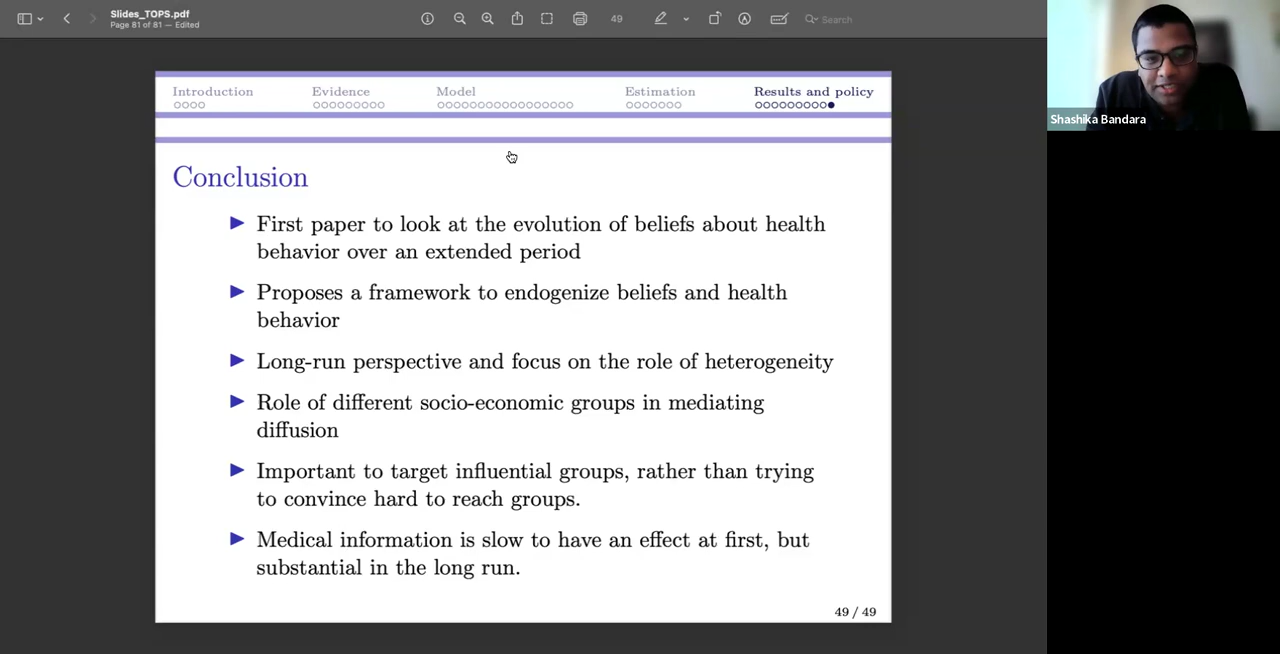 Slides_TOPS.pdf
Page 81 of 81 — Edited
49
Search
Shashika Bandara
Introduction
Evidence
Model
Estimation
Results and policy
Conclusion
First paper to look at the evolution of beliefs about health
behavior over an extended period
Proposes a framework to endogenize beliefs and health
behavior
Long-run perspective and focus on the role of heterogeneity
Role of different socio-economic groups in mediating
diffusion
Important to target influential groups, rather than trying
to convince hard to reach groups.
Medical information is slow to have an effect at first, but
substantial in the long run.
49 / 49